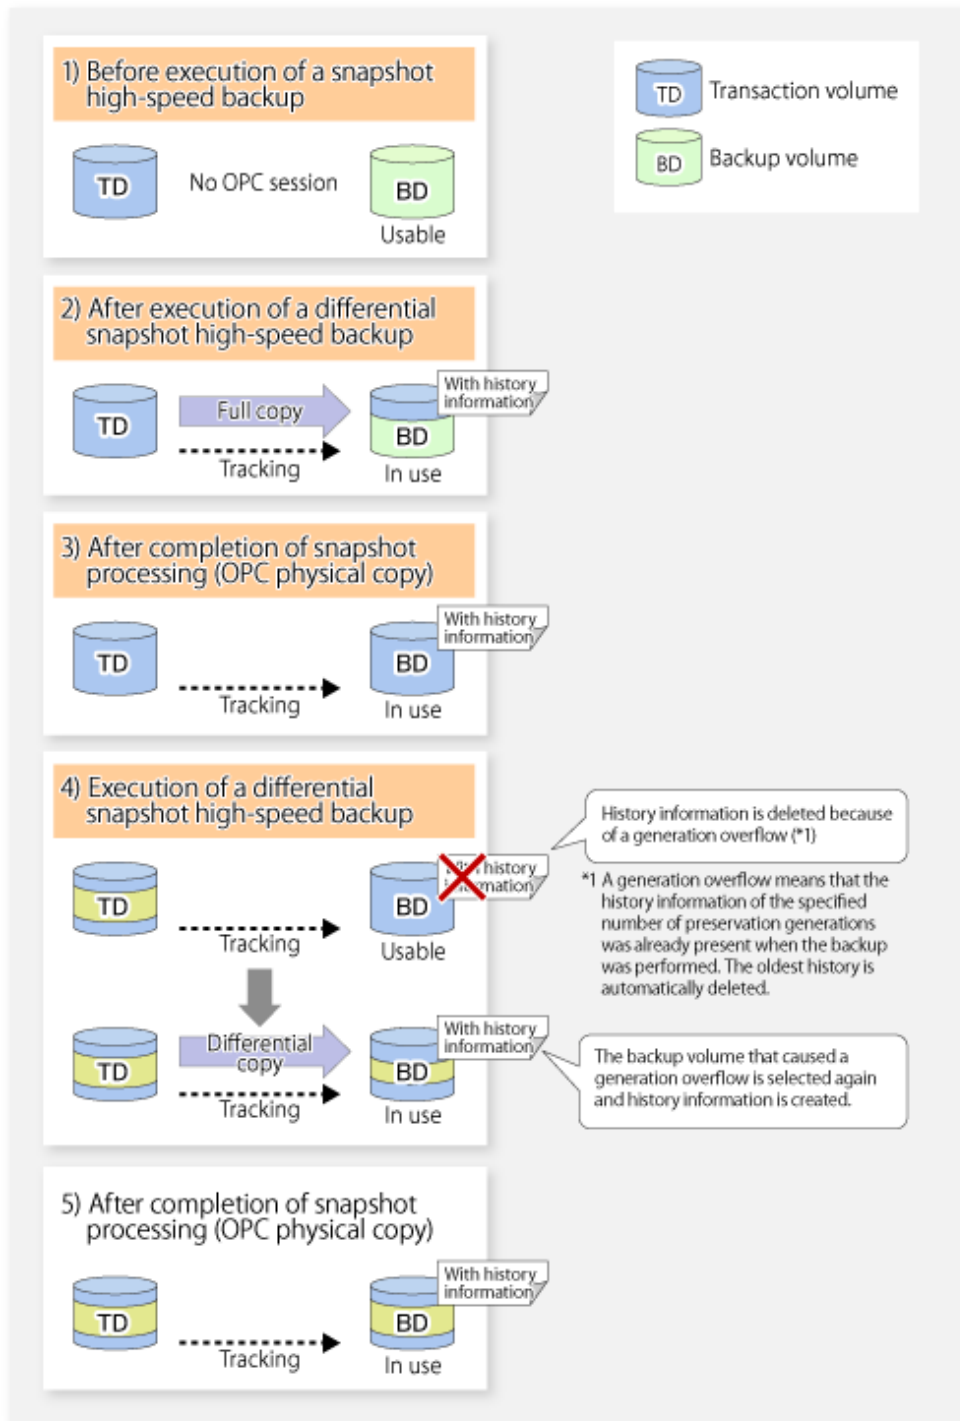 1) Before execution of a snapshot
high-speed backup
TD
No OPC session
BD
Usable
TD
Transaction volume
BD
Backup volume
2) After execution of a differential
snapshot high-speed backup
With history
information
TD
Full copy
BD
Tracking
In use
3) After completion of snapshot
processing (OPC physical copy)
With history
information
TD
BD
Tracking
In use
4) Execution of a differential
snapshot high-speed backup
History information is deleted because
of a generation overflow (*1)
With history
information
TD
BD
Tracking
Usable
*1 A generation overflow means that the
history information of the specified
number of preservation generations
was already present when the backup
was performed. The oldest history is
automatically deleted.
With history
information
TD
Differential
copy
BD
Tracking
In use
The backup volume that caused a
generation overflow is selected again
and history information is created.
5) After completion of snapshot
processing (OPC physical copy)
With history
information
TD
BD
Tracking
In use